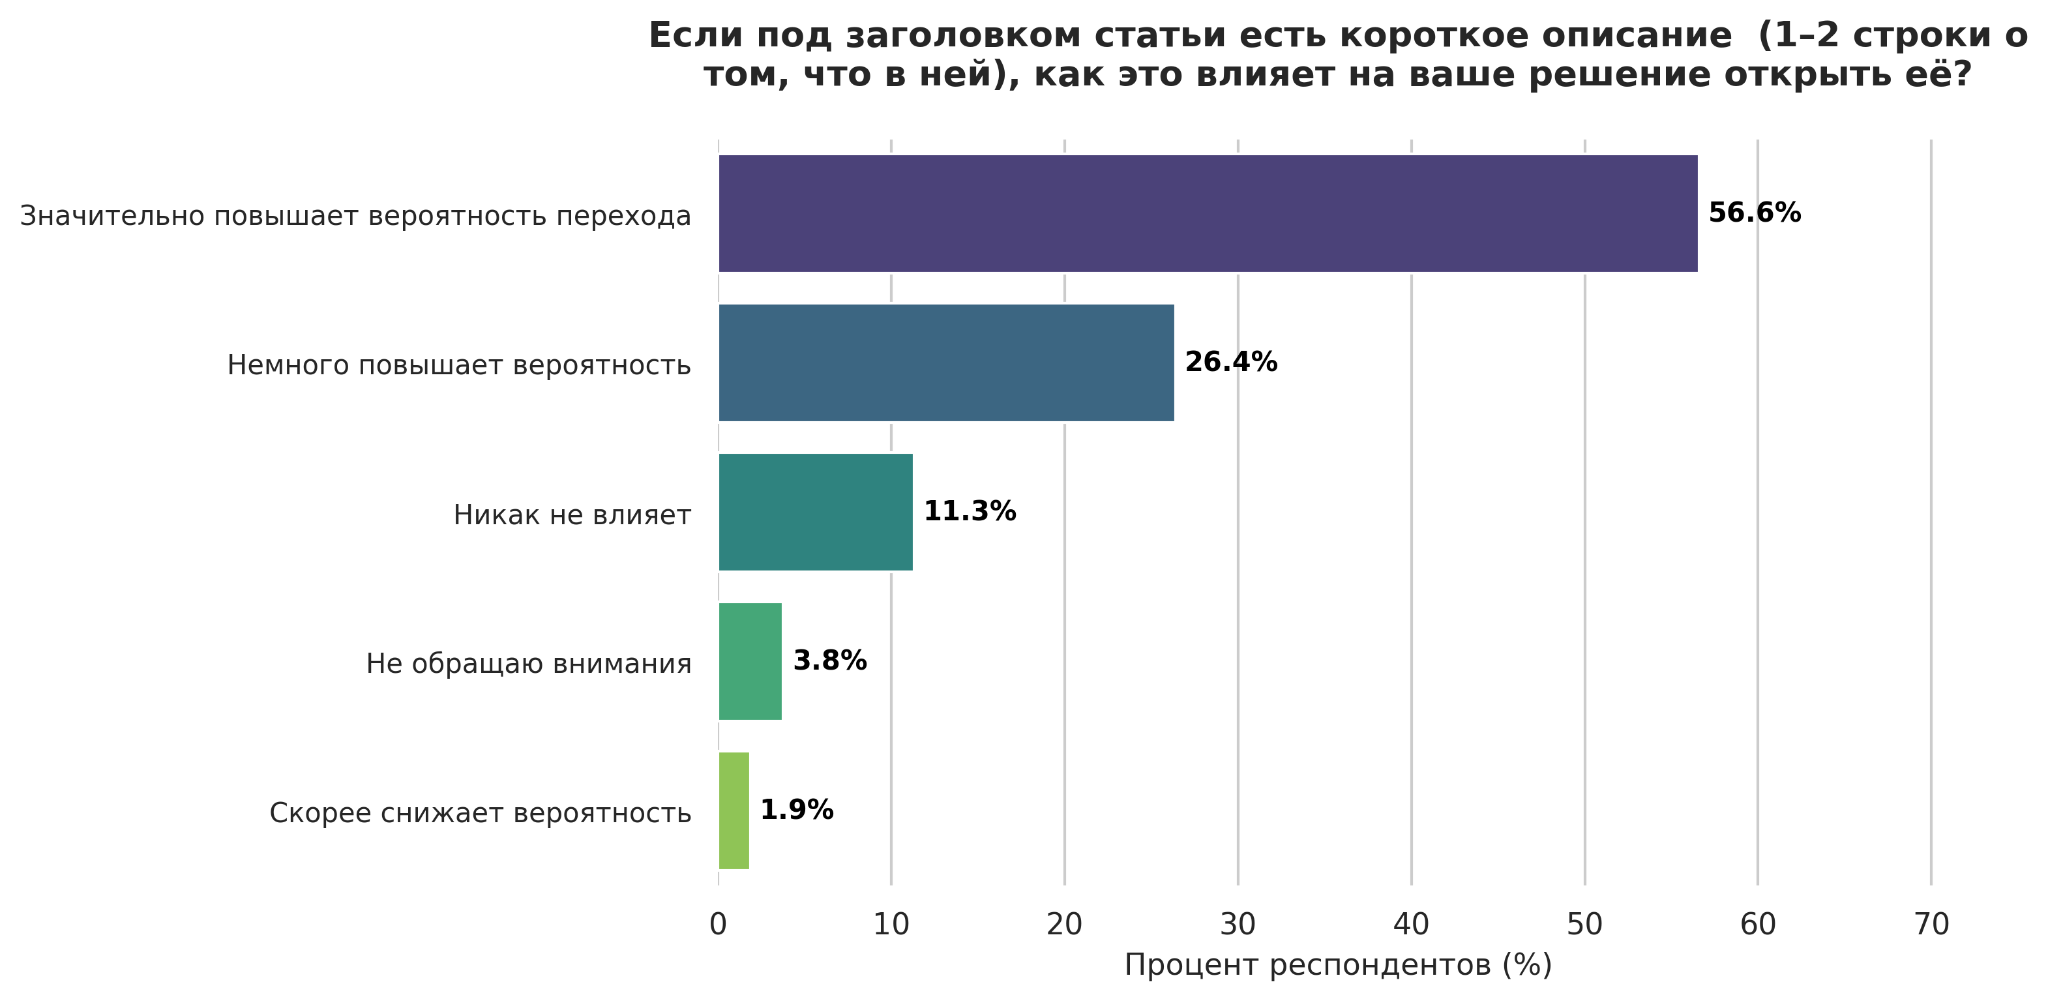 Если под заголовком статьи есть короткое описание  (1–2 строки о
том, что в ней), как это влияет на ваше решение открыть её?
Значительно повышает вероятность перехода
56.6%
Немного повышает вероятность
26.4%
Никак не влияет
11.3%
Не обращаю внимания
3.8%
Скорее снижает вероятность
1.9%
0 10 20 30 40 50 60 70
Процент респондентов (%)